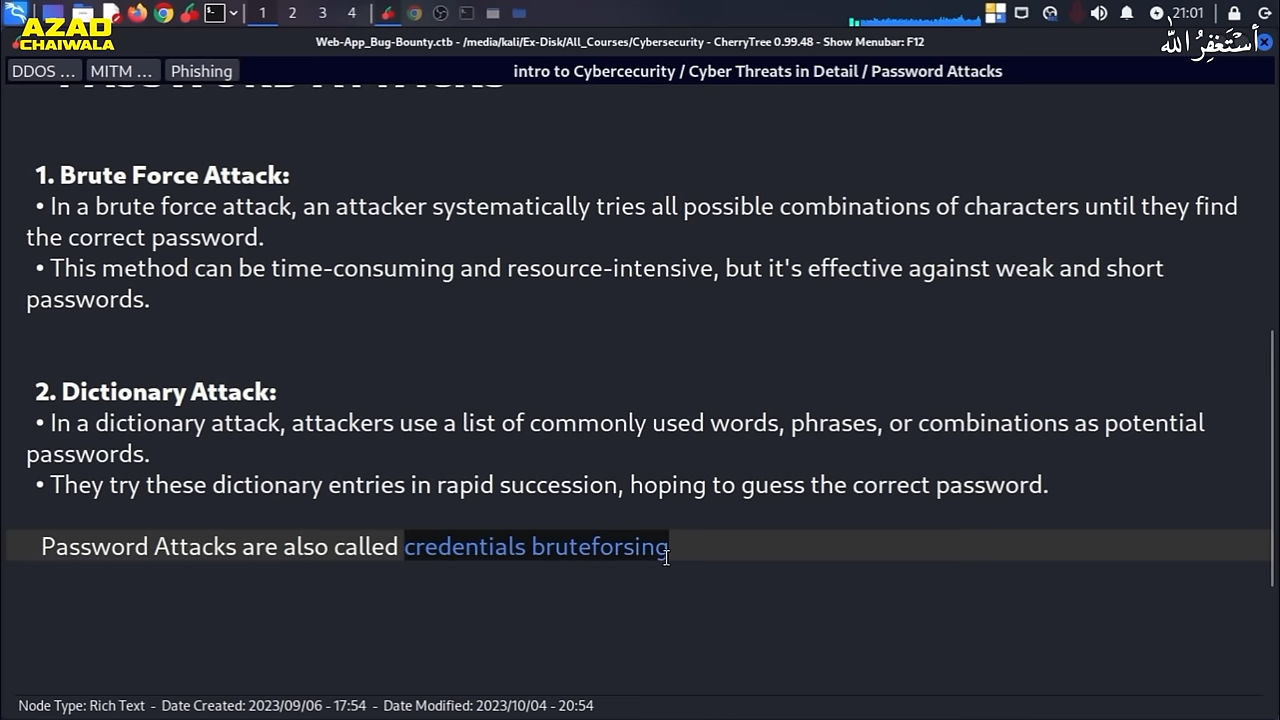 1 2 3 4
21:01
AZAD
CHAIWALA
Web-App_Bug-Bounty.ctb - /media/kali/Ex-Disk/All_Courses/Cybersecurity - CherryTree 0.99.48 - Show Menubar: F12
أستغفر الله
DDOS ... MITM ... Phishing
intro to Cybercecurity / Cyber Threats in Detail / Password Attacks
PASSWORD ATTACKS
1. Brute Force Attack:
• In a brute force attack, an attacker systematically tries all possible combinations of characters until they find
the correct password.
• This method can be time-consuming and resource-intensive, but it's effective against weak and short
passwords.
2. Dictionary Attack:
• In a dictionary attack, attackers use a list of commonly used words, phrases, or combinations as potential
passwords.
• They try these dictionary entries in rapid succession, hoping to guess the correct password.
Password Attacks are also called credentials bruteforsing
Node Type: Rich Text - Date Created: 2023/09/06 - 17:54 - Date Modified: 2023/10/04 - 20:54